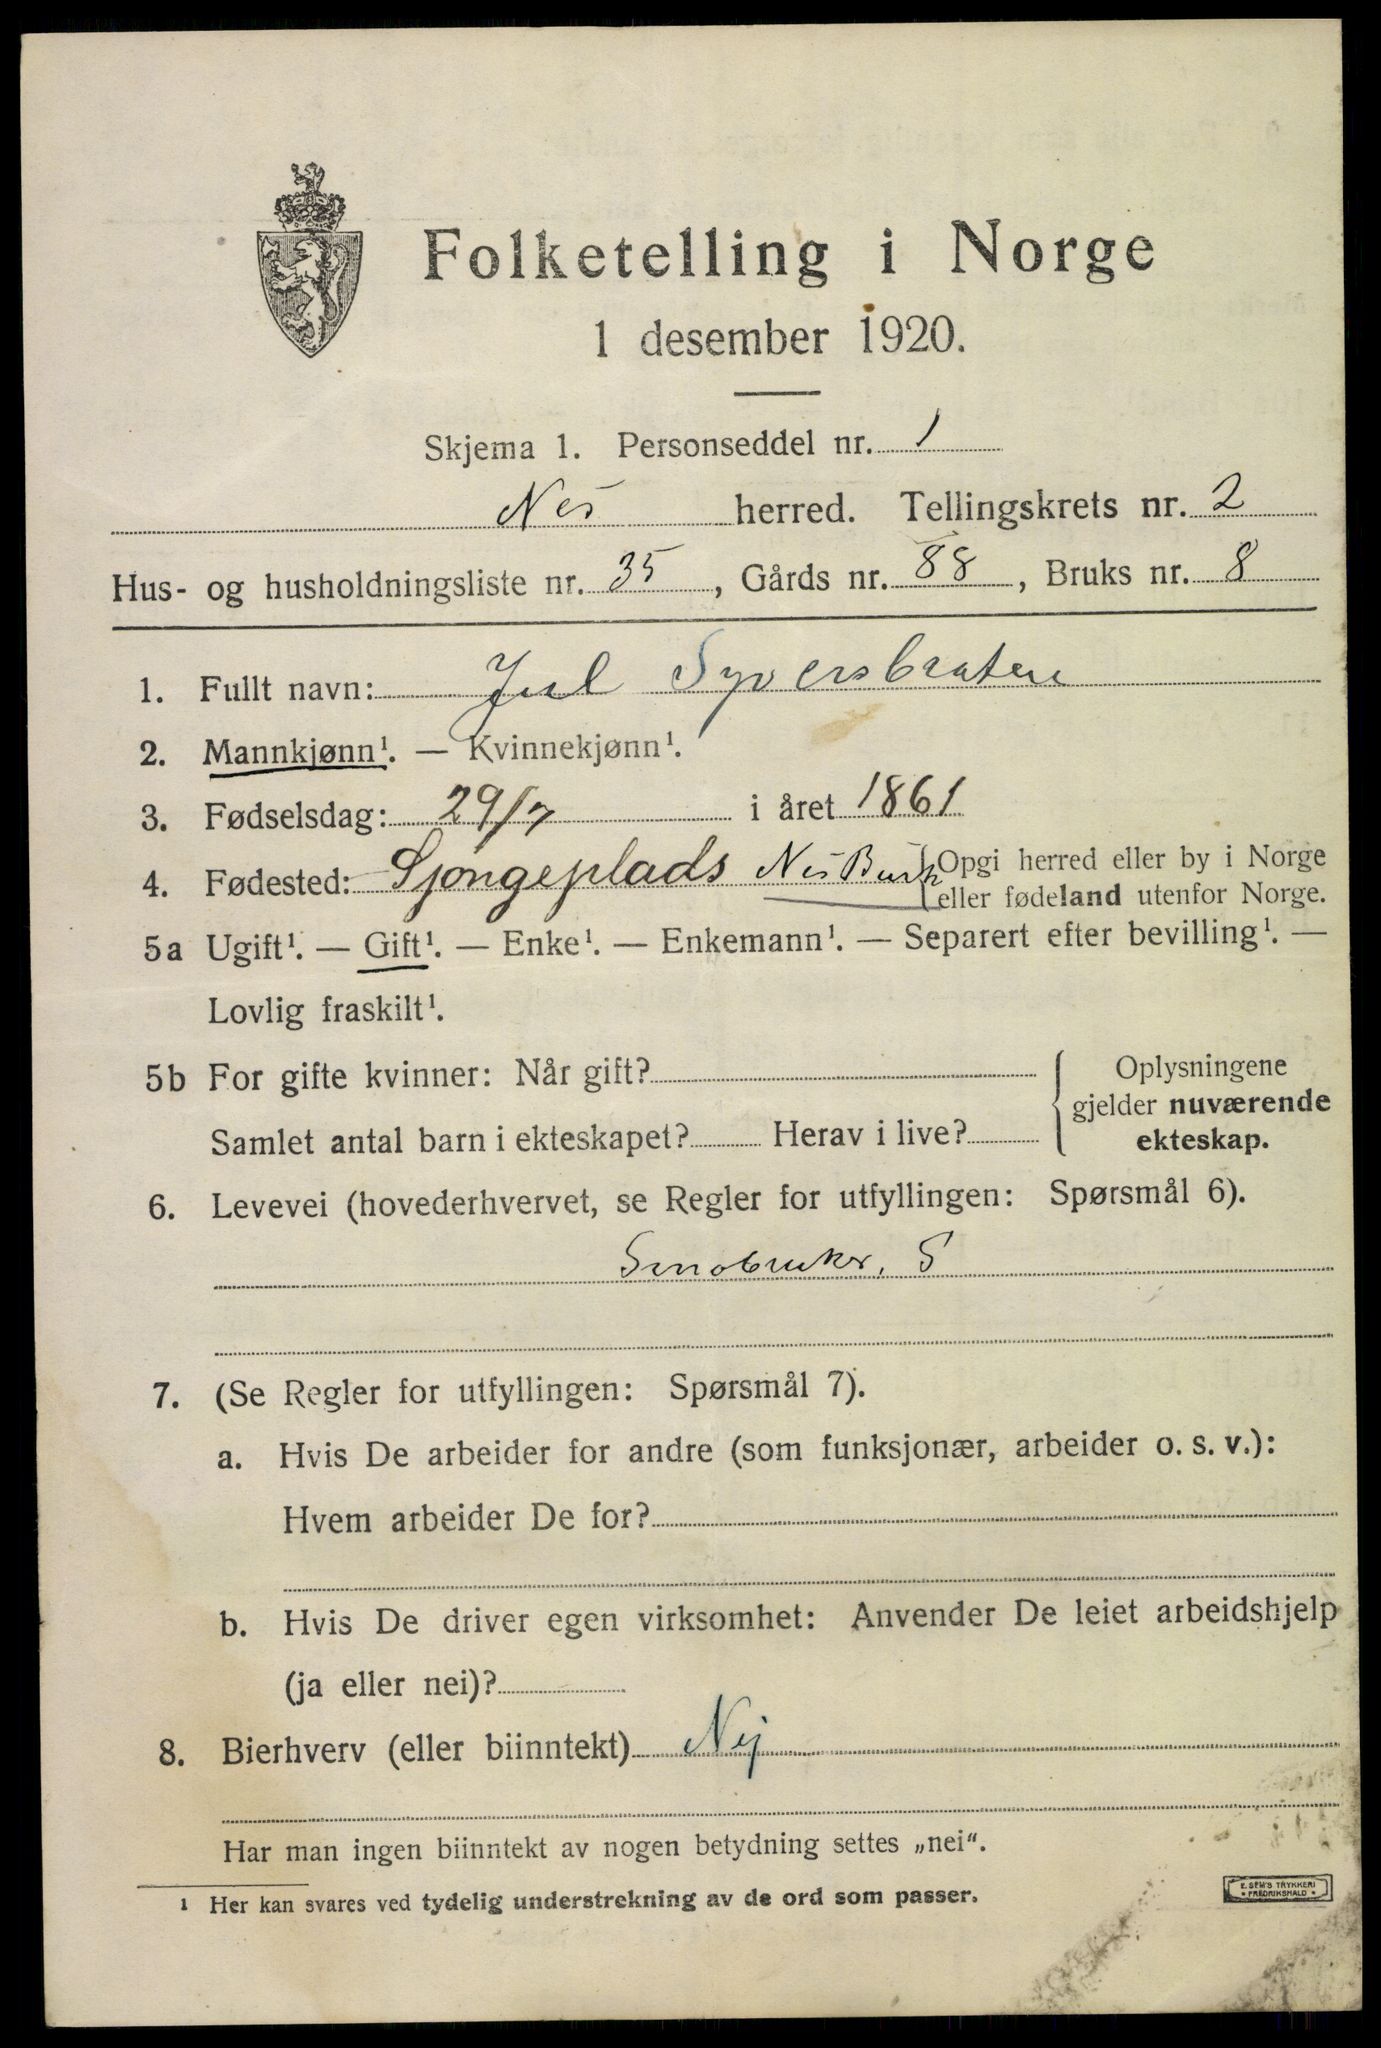 Folketelling i Norge
1 desember 1920.
Skjema 1. Personseddel nr. 1
Nes herred. Tellingskrets nr. 2
Hus- og husholdningsliste nr. 35, Gårds nr. 88, Bruks nr. 8
1. Fullt navn: Jul Syversbraten
2. Mannkjønn¹. — Kvinnekjønn¹.
3. Fødselsdag: 29/7 i året 1861
4. Fødested: Sjongeplads Nes Busk { Opgi herred eller by i Norge
eller fødeland utenfor Norge.
5a Ugift¹. — Gift¹. — Enke¹. — Enkemann¹. — Separert efter bevilling¹. —
Lovlig fraskilt¹.
5b For gifte kvinner: Når gift?
Samlet antal barn i ekteskapet? Herav i live?
{ Oplysningene
gjelder nuværende
ekteskap.
6. Levevei (hovederhvervet, se Regler for utfyllingen: Spørsmål 6).
Smobruker, S
7. (Se Regler for utfyllingen: Spørsmål 7).
a. Hvis De arbeider for andre (som funksjonær, arbeider o. s. v.):
Hvem arbeider De for?
b. Hvis De driver egen virksomhet: Anvender De leiet arbeidshjelp
(ja eller nei)?
8. Bierhverv (eller biinntekt) Nej
Har man ingen biinntekt av nogen betydning settes „nei“.
¹ Her kan svares ved tydelig understrekning av de ord som passer.
E. SEM'S TRYKKERI
* FREDRIKSHALD *